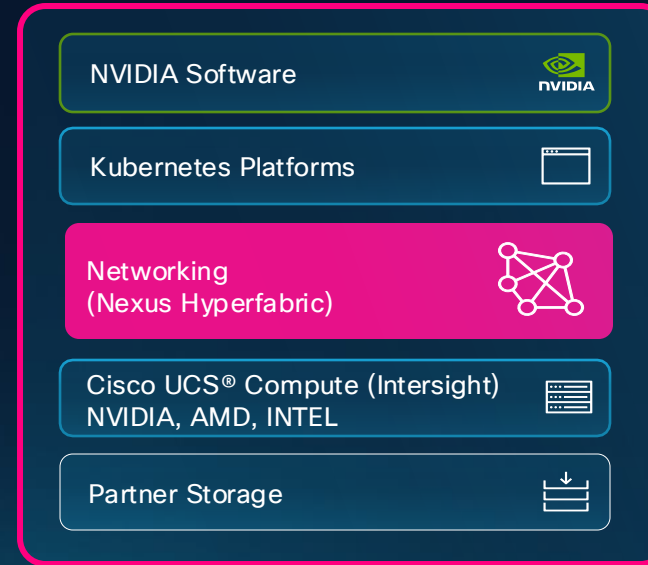 NVIDIA Software
NVIDIA
Kubernetes Platforms
Networking
(Nexus Hyperfabric)
Cisco UCS® Compute (Intersight)
NVIDIA, AMD, INTEL
Partner Storage